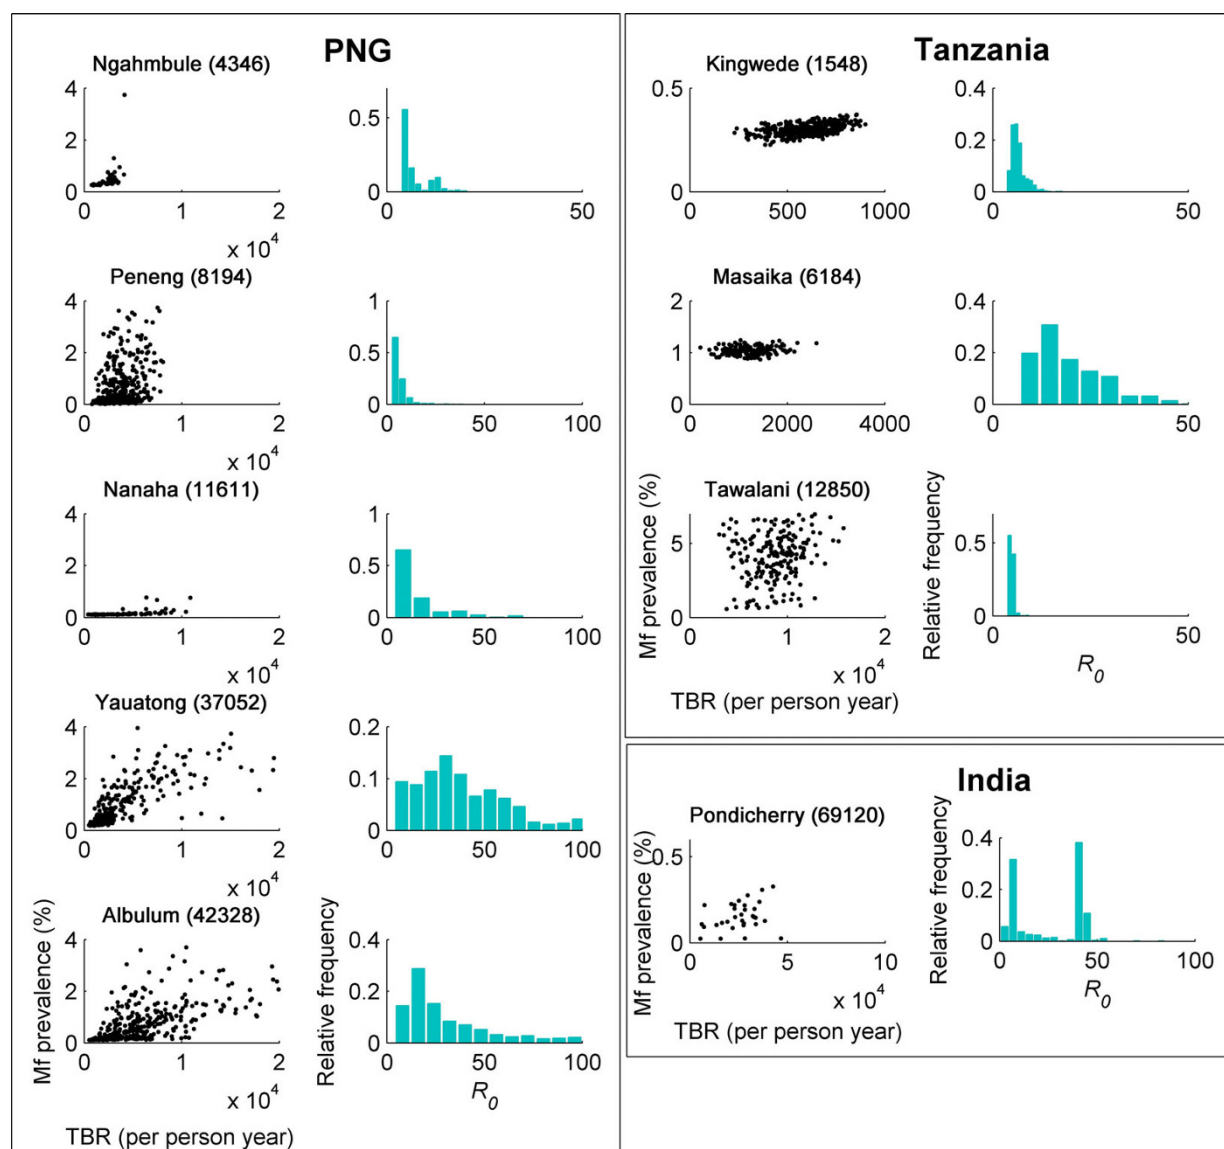 PNG
Ngahmbule (4346)
4
2
0
0 1 2
x 10^4
0.5
0
0 50
Peneng (8194)
4
2
0
0 1 2
x 10^4
1
0.5
0
0 50 100
Nanaha (11611)
4
2
0
0 1 2
x 10^4
1
0.5
0
0 50 100
Yauatong (37052)
4
2
0
0 1 2
x 10^4
0.2
0.1
0
0 50 100
Albulum (42328)
Mf prevalence (%)
4
2
0
0 1 2
x 10^4
TBR (per person year)
Relative frequency
0.4
0.2
0
0 50 100
R0
Tanzania
Kingwede (1548)
0.5
0
0 500 1000
0.4
0.2
0
0 50
Masaika (6184)
2
1
0
0 2000 4000
0.4
0.2
0
0 50
Tawalani (12850)
Mf prevalence (%)
5
0
0 1 2
x 10^4
TBR (per person year)
Relative frequency
0.5
0
0 50
R0
India
Pondicherry (69120)
Mf prevalence (%)
0.5
0
0 5 10
x 10^4
TBR (per person year)
Relative frequency
0.4
0.2
0
0 50 100
R0